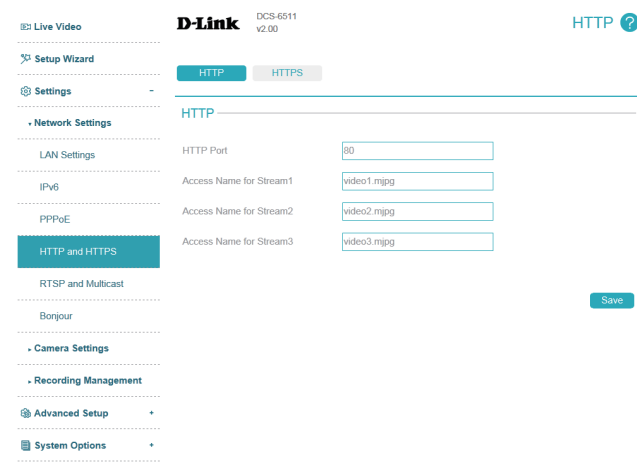 D-Link
DCS-6511
v2.00
HTTP ?
Live Video
Setup Wizard
Settings -
Network Settings
LAN Settings
IPv6
PPPoE
HTTP and HTTPS
RTSP and Multicast
Bonjour
Camera Settings
Recording Management
Advanced Setup +
System Options +
HTTP HTTPS
HTTP
HTTP Port 80
Access Name for Stream1 video1.mjpg
Access Name for Stream2 video2.mjpg
Access Name for Stream3 video3.mjpg
Save